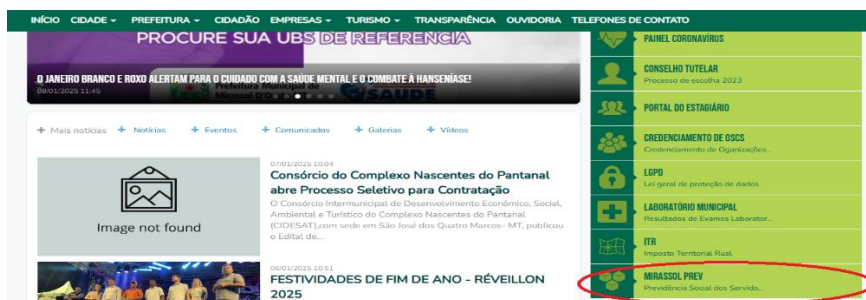 INÍCIO CIDADE PREFEITURA CIDADÃO EMPRESAS TURISMO TRANSPARÊNCIA OUVIDORIA TELEFONES DE CONTATO
PROCURE SUA UBS DE REFERÊNCIA
O JANEIRO BRANCO E ROXO ALERTAM PARA O CUIDADO COM A SAÚDE MENTAL E O COMBATE À HANSENÍASE!
08/01/2025 11:45
Prefeitura Municipal de
SAÚDE
+ Mais notícias + Notícias + Eventos + Comunicados + Galerias + Vídeos
Image not found
07/01/2025 10:04
Consórcio do Complexo Nascentes do Pantanal
abre Processo Seletivo para Contratação
O Consórcio Intermunicipal de Desenvolvimento Econômico, Social,
Ambiental e Turístico do Complexo Nascentes do Pantanal
(CIDESAT),com sede em São José dos Quatro Marcos- MT, publicou
o Edital de...
06/01/2025 10:51
FESTIVIDADES DE FIM DE ANO - RÉVEILLON
2025
PAINEL CORONAVÍRUS
CONSELHO TUTELAR
Processo de escolha 2023
PORTAL DO ESTAGIÁRIO
CREDENCIAMENTO DE OSCS
Credenciamento de Oganizações...
LGPD
Lei geral de proteção de dados
LABORATÓRIO MUNICIPAL
Resultados de Exames Laborator...
ITR
Imposto Territorial Rual
MIRASSOL PREV
Previdência Social dos Servido...